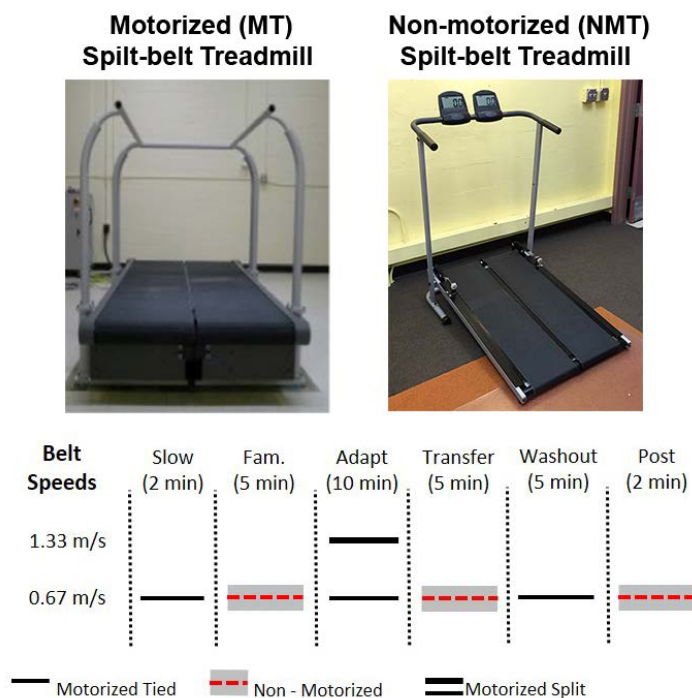 Motorized (MT)
Spilt-belt Treadmill
Non-motorized (NMT)
Spilt-belt Treadmill
Belt
Speeds
Slow
(2 min)
Fam.
(5 min)
Adapt
(10 min)
Transfer
(5 min)
Washout
(5 min)
Post
(2 min)
1.33 m/s
0.67 m/s
Motorized Tied
Non - Motorized
Motorized Split